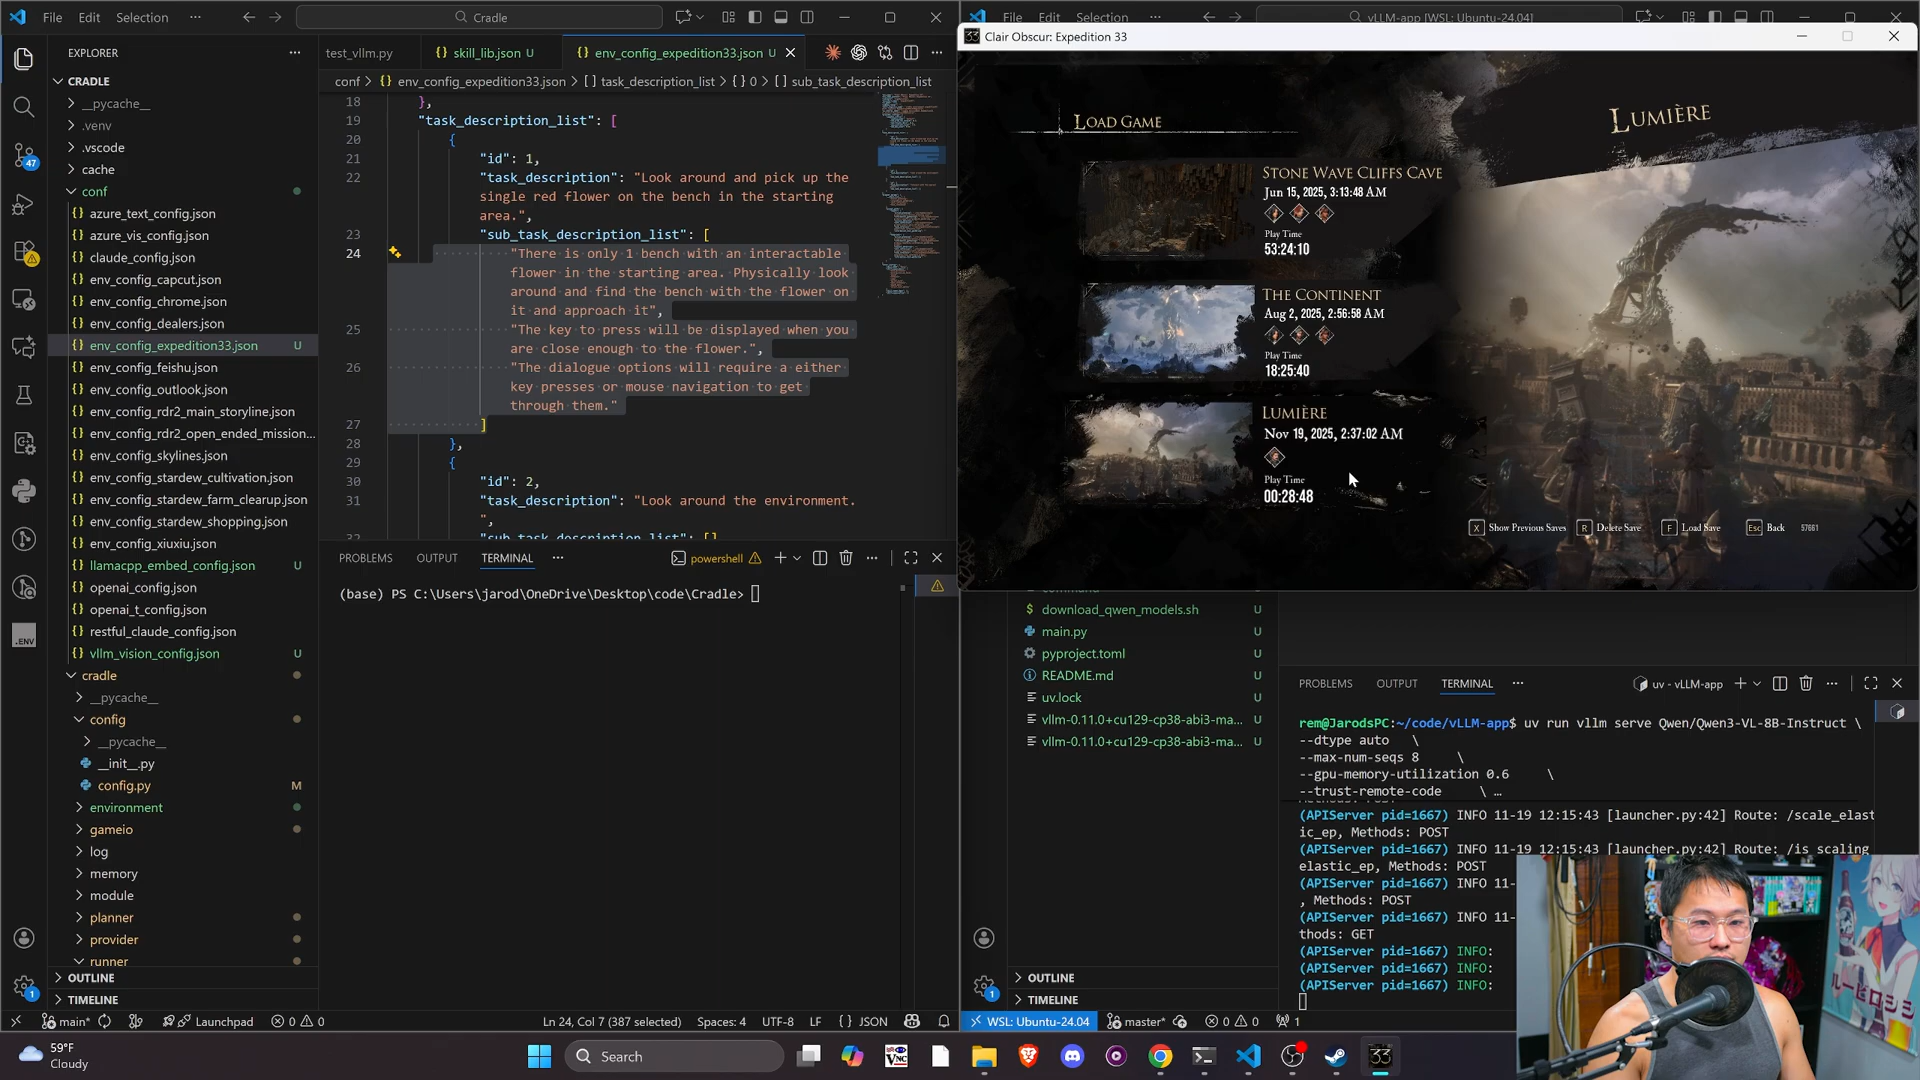 File Edit Selection ···
Cradle
EXPLORER
CRADLE
__pycache__
.venv
.vscode
cache
conf
azure_text_config.json
azure_vis_config.json
claude_config.json
env_config_capcut.json
env_config_chrome.json
env_config_dealers.json
env_config_expedition33.json U
env_config_feishu.json
env_config_outlook.json
env_config_rdr2_main_storyline.json
env_config_rdr2_open_ended_mission...
env_config_skylines.json
env_config_stardew_cultivation.json
env_config_stardew_farm_clearup.json
env_config_stardew_shopping.json
env_config_xiuxiu.json
llamacpp_embed_config.json U
openai_config.json
openai_t_config.json
restful_claude_config.json
vllm_vision_config.json U
cradle
__pycache__
config
__pycache__
__init__.py
config.py M
environment
gameio
log
memory
module
planner
provider
runner
OUTLINE
TIMELINE
47
.ENV
1
test_vllm.py
skill_lib.json U
env_config_expedition33.json U
conf > env_config_expedition33.json > [ ] task_description_list > { } 0 > [ ] sub_task_description_list
18 },
19 "task_description_list": [
20 {
21 "id": 1,
22 "task_description": "Look around and pick up the
single red flower on the bench in the starting
area.",
23 "sub_task_description_list": [
24 "There is only 1 bench with an interactable
flower in the starting area. Physically look
around and find the bench with the flower on
it and approach it",
25 "The key to press will be displayed when you
are close enough to the flower.",
26 "The dialogue options will require a either
key presses or mouse navigation to get
through them."
27 ]
28 },
29 {
30 "id": 2,
31 "task_description": "Look around the environment.
",
32 "sub_task_description_list": []
PROBLEMS OUTPUT TERMINAL ···
powershell
(base) PS C:\Users\jarod\OneDrive\Desktop\code\Cradle>
main* Launchpad 0 0
Ln 24, Col 7 (387 selected) Spaces: 4 UTF-8 LF { } JSON
File Edit Selection ···
vLLM-app [WSL: Ubuntu-24.04]
33 Clair Obscur: Expedition 33
LOAD GAME
LUMIÈRE
STONE WAVE CLIFFS CAVE
Jun 15, 2025, 3:13:48 AM
Play Time
53:24:10
THE CONTINENT
Aug 2, 2025, 2:56:58 AM
Play Time
18:25:40
LUMIÈRE
Nov 19, 2025, 2:37:02 AM
Play Time
00:28:48
X Show Previous Saves R Delete Save F Load Save Esc Back 57661
download_qwen_models.sh U
main.py U
pyproject.toml U
README.md U
uv.lock U
vllm-0.11.0+cu129-cp38-abi3-ma... U
vllm-0.11.0+cu129-cp38-abi3-ma... U
OUTLINE
TIMELINE
1
PROBLEMS OUTPUT TERMINAL ···
uv - vLLM-app
rem@JarodsPC:~/code/vLLM-app$ uv run vllm serve Qwen/Qwen3-VL-8B-Instruct \
--dtype auto \
--max-num-seqs 8 \
--gpu-memory-utilization 0.6 \
--trust-remote-code \ …
(APIServer pid=1667) INFO 11-19 12:15:43 [launcher.py:42] Route: /scale_elast
ic_ep, Methods: POST
(APIServer pid=1667) INFO 11-19 12:15:43 [launcher.py:42] Route: /is_scaling_
elastic_ep, Methods: POST
(APIServer pid=1667) INFO 11-
, Methods: POST
(APIServer pid=1667) INFO 11-
thods: GET
(APIServer pid=1667) INFO:
(APIServer pid=1667) INFO:
(APIServer pid=1667) INFO:
WSL: Ubuntu-24.04 master* 0 0 1
59°F
Cloudy
Search
VNC
33